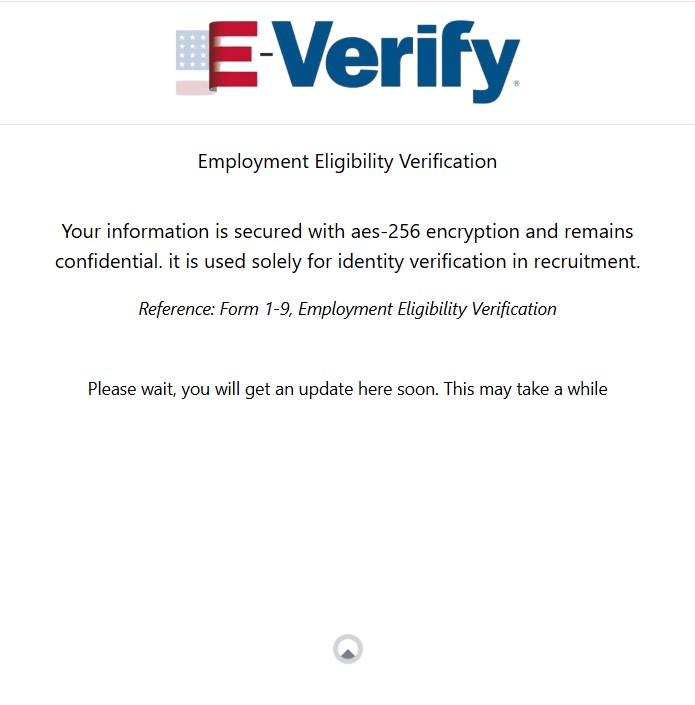 E-Verify®
Employment Eligibility Verification
Your information is secured with aes-256 encryption and remains
confidential. it is used solely for identity verification in recruitment.
Reference: Form 1-9, Employment Eligibility Verification
Please wait, you will get an update here soon. This may take a while